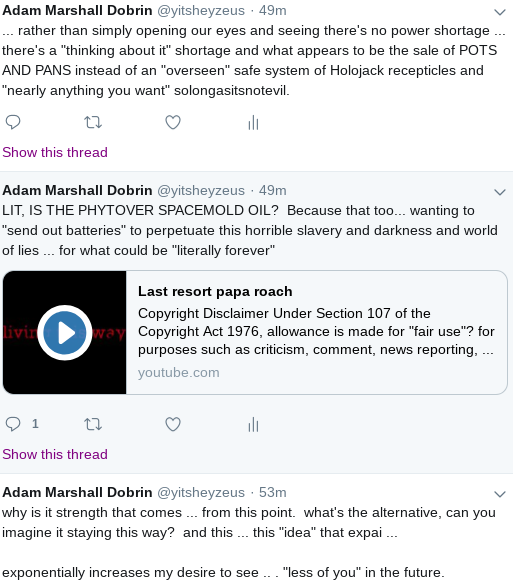 Adam Marshall Dobrin @yitsheyzeus · 49m
... rather than simply opening our eyes and seeing there's no power shortage ...
there's a "thinking about it" shortage and what appears to be the sale of POTS
AND PANS instead of an "overseen" safe system of Holojack recepticles and
"nearly anything you want" solongasitsnotevil.
Show this thread
Adam Marshall Dobrin @yitsheyzeus · 49m
LIT, IS THE PHYTOVER SPACEMOLD OIL?  Because that too... wanting to
"send out batteries" to perpetuate this horrible slavery and darkness and world
of lies ... for what could be "literally forever"
Last resort papa roach
Copyright Disclaimer Under Section 107 of the
Copyright Act 1976, allowance is made for "fair use"? for
purposes such as criticism, comment, news reporting, ...
youtube.com
way
1
Show this thread
Adam Marshall Dobrin @yitsheyzeus · 53m
why is it strength that comes ... from this point.  what's the alternative, can you
imagine it staying this way?  and this ... this "idea" that expai ...
exponentially increases my desire to see .. . "less of you" in the future.